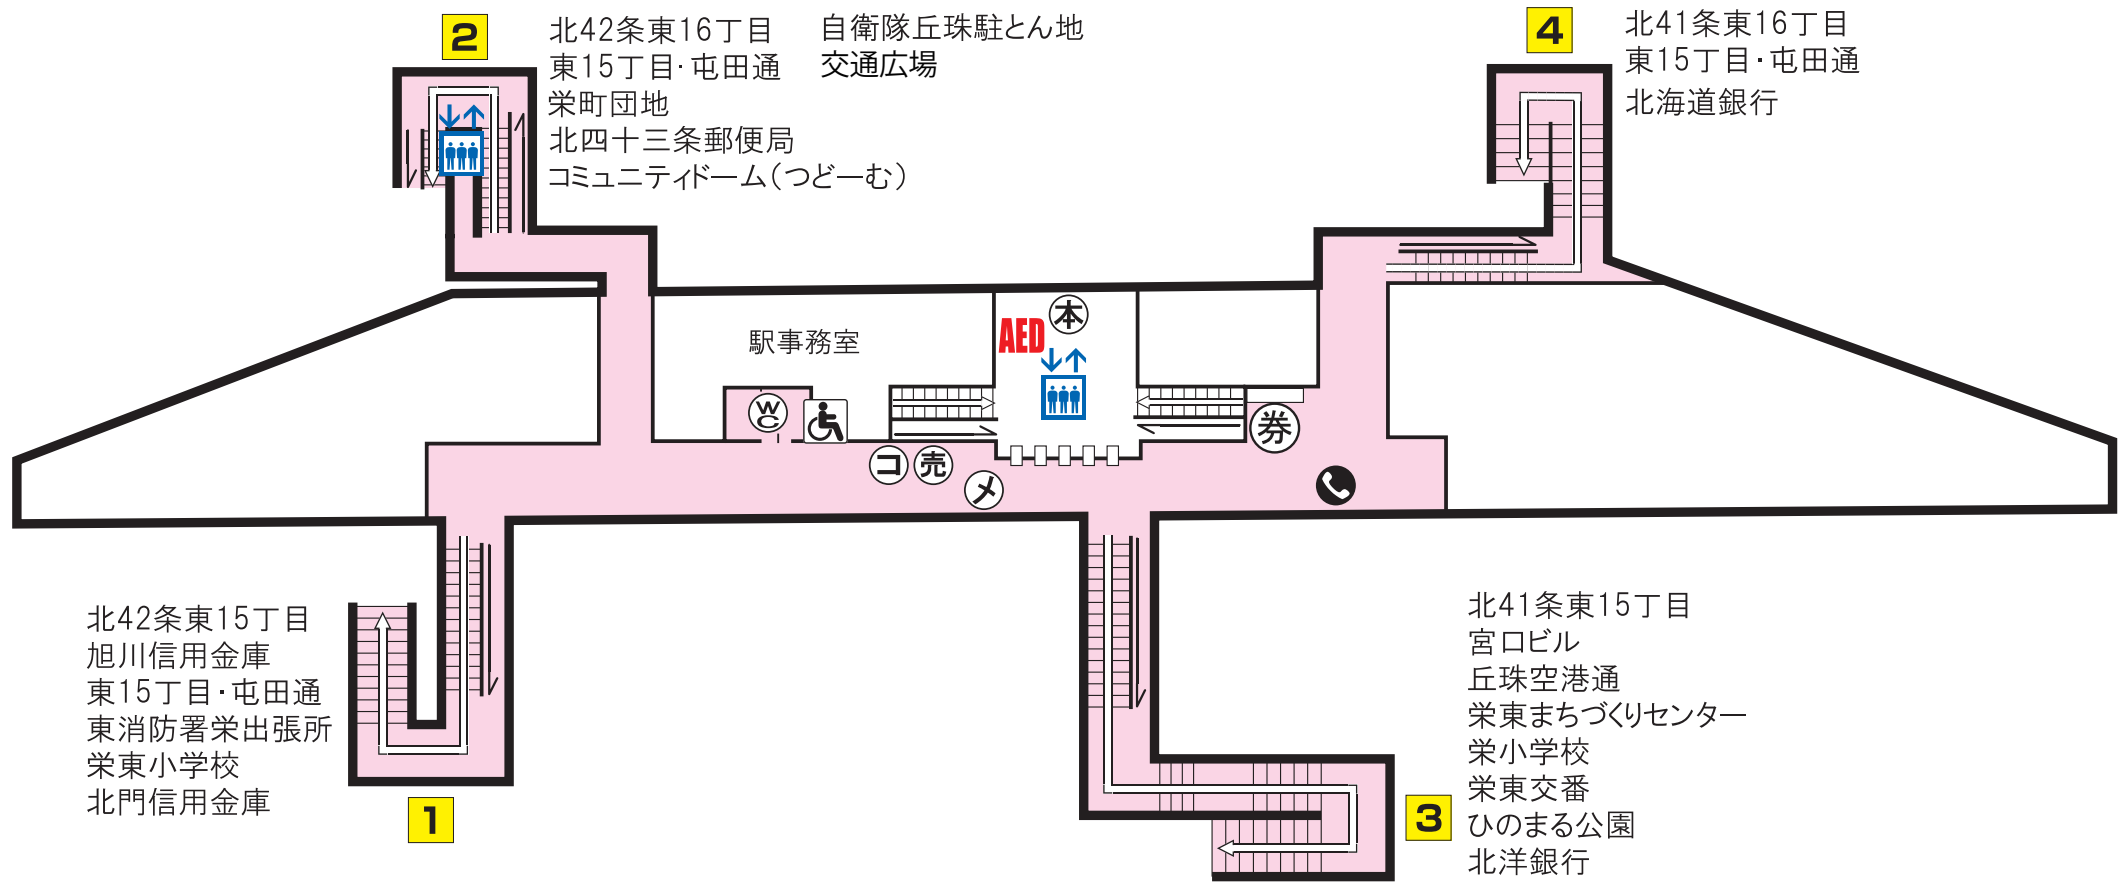 2
北42条東16丁目
東15丁目・屯田通
栄町団地
北四十三条郵便局
コミュニティドーム(つどーむ)
自衛隊丘珠駐とん地
交通広場
4
北41条東16丁目
東15丁目・屯田通
北海道銀行
駅事務室
AED
本
WC
券
コ
売
メ
北42条東15丁目
旭川信用金庫
東15丁目・屯田通
東消防署栄出張所
栄東小学校
北門信用金庫
1
3
北41条東15丁目
宮口ビル
丘珠空港通
栄東まちづくりセンター
栄小学校
栄東交番
ひのまる公園
北洋銀行